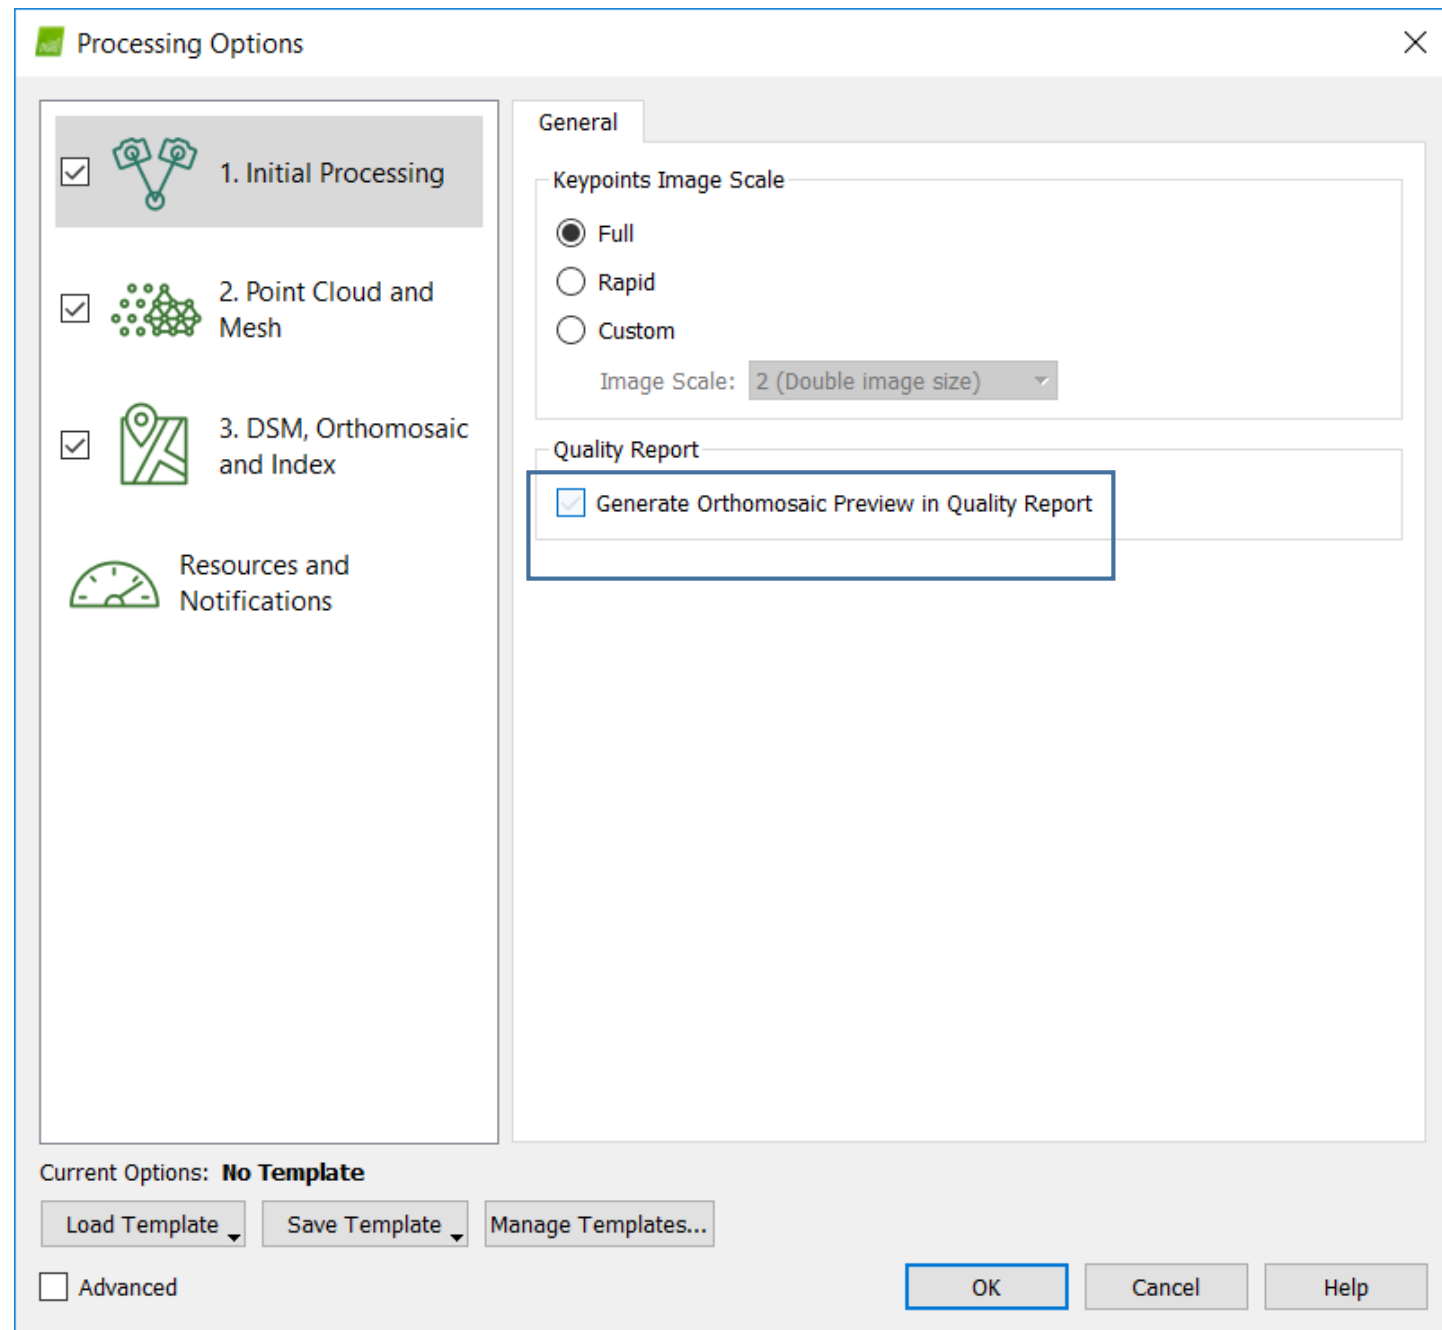 Processing Options
1. Initial Processing
2. Point Cloud and
Mesh
3. DSM, Orthomosaic
and Index
Resources and
Notifications
General
Keypoints Image Scale
Full
Rapid
Custom
Image Scale: 2 (Double image size)
Quality Report
Generate Orthomosaic Preview in Quality Report
Current Options: No Template
Load Template Save Template Manage Templates...
Advanced
OK Cancel Help